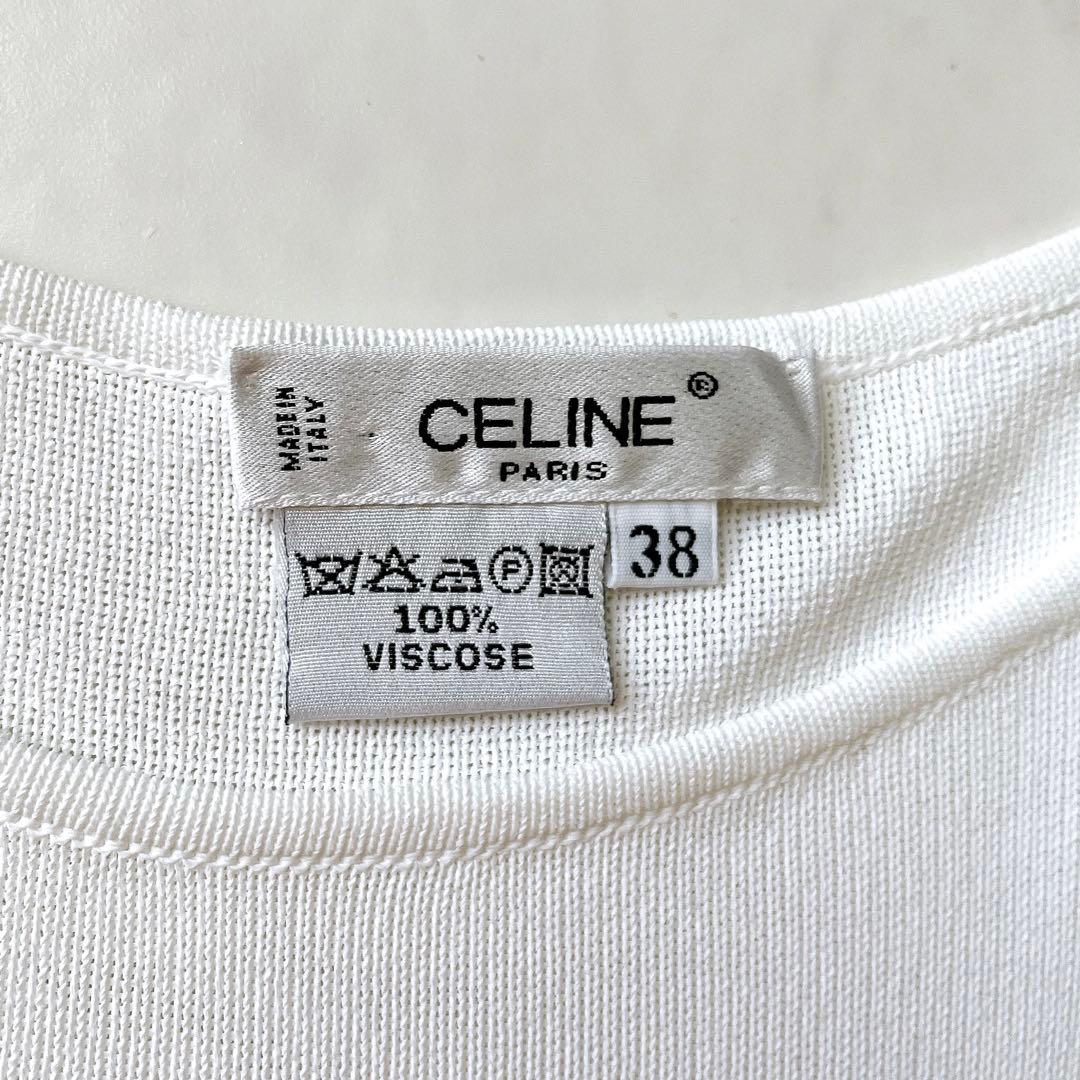 MADE IN
ITALY
CELINE®
PARIS
38
P
100%
VISCOSE